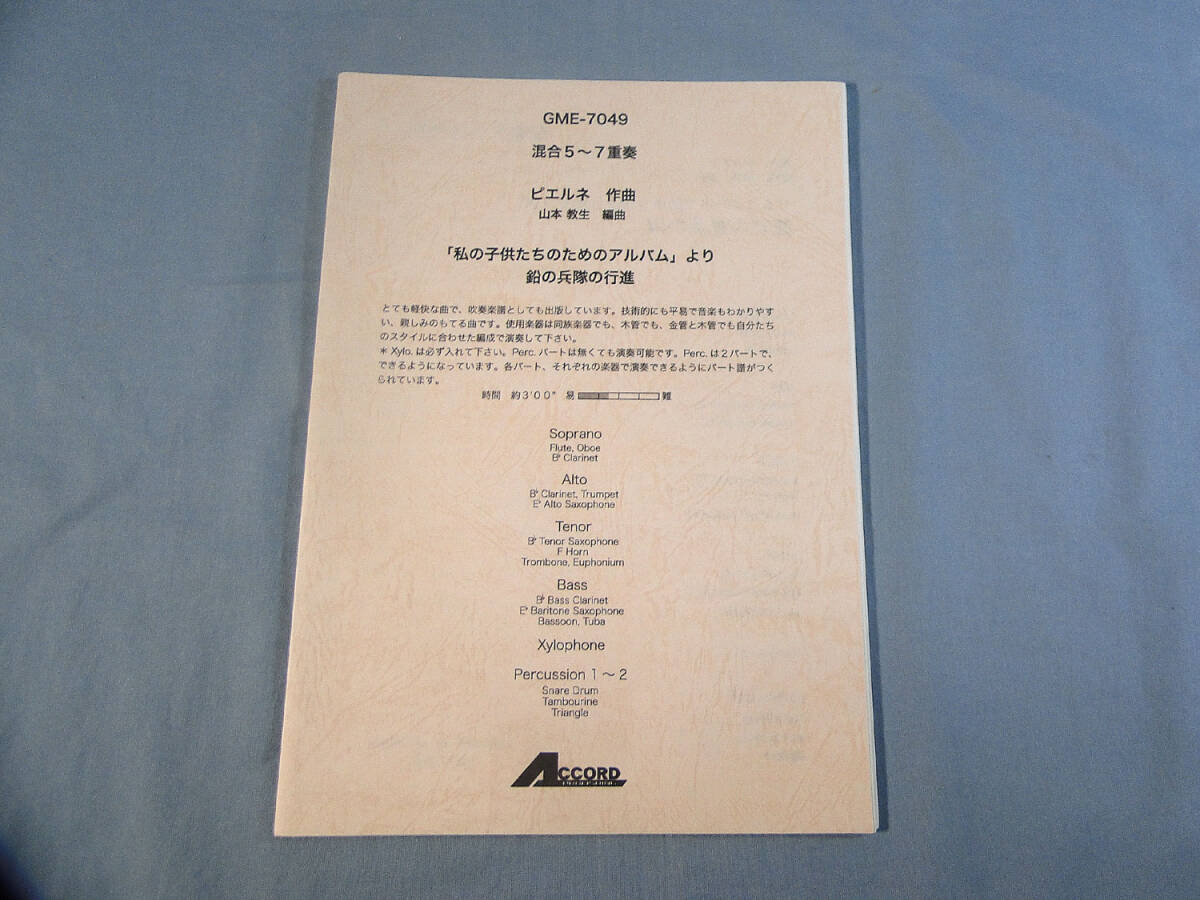 GME-7049
混合5〜7重奏
ピエルネ 作曲
山本 教生 編曲
「私の子供たちのためのアルバム」より
鉛の兵隊の行進
とても軽快な曲で、吹奏楽譜としても出版しています。技術的にも平易で音楽もわかりやす
い、親しみのもてる曲です。使用楽器は同族楽器でも、木管でも、金管と木管でも自分たち
のスタイルに合わせた編成で演奏して下さい。
＊Xylo. は必ず入れて下さい。Perc. パートは無くても演奏可能です。Perc. は2パートで、
できるようになっています。各パート、それぞれの楽器で演奏できるようにパート譜がつく
られています。
時間 約3'00" 易 難
Soprano
Flute, Oboe
B♭ Clarinet
Alto
B♭ Clarinet, Trumpet
E♭ Alto Saxophone
Tenor
B♭ Tenor Saxophone
F Horn
Trombone, Euphonium
Bass
B♭ Bass Clarinet
E♭ Baritone Saxophone
Bassoon, Tuba
Xylophone
Percussion 1〜2
Snare Drum
Tambourine
Triangle
ACCORD